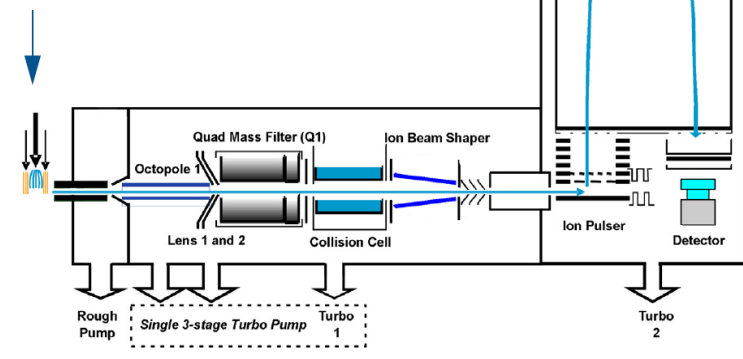 Quad Mass Filter (Q1)
Ion Beam Shaper
Octopole 1
Lens 1 and 2
Collision Cell
Ion Pulser
Detector
Rough
Pump
Single 3-stage Turbo Pump
Turbo
1
Turbo
2